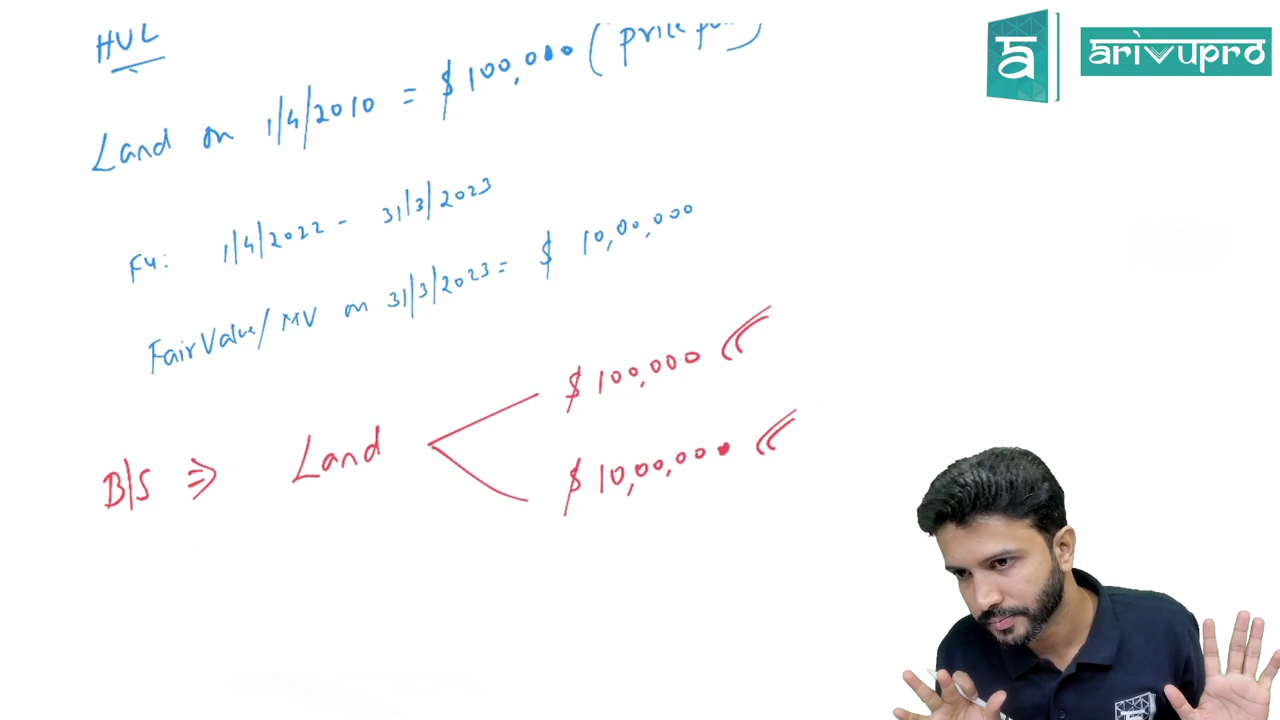 HUL
Land on 1/4/2010 = $ 100,000 (price
FY: 1/4/2022 - 31/3/2023
Fair Value/MV on 31/3/2023 = $ 10,00,000
B/S ⇒ Land
$ 100,000
$ 10,00,000
arivupro